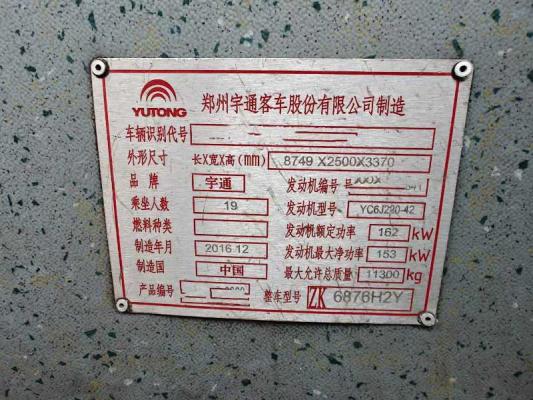 YUTONG 郑州宇通客车股份有限公司制造
车辆识别代号
外形尺寸 长X宽X高(mm) 8749 X2500X3370
品牌 宇通 发动机编号
乘坐人数 19 发动机型号 YC6J220-42
燃料种类 发动机额定功率 162 kW
制造年月 2016.12 发动机最大净功率 153 kW
制造国 中国 最大允许总质量 11300 kg
产品编号 整车型号 ZK 6876H2Y